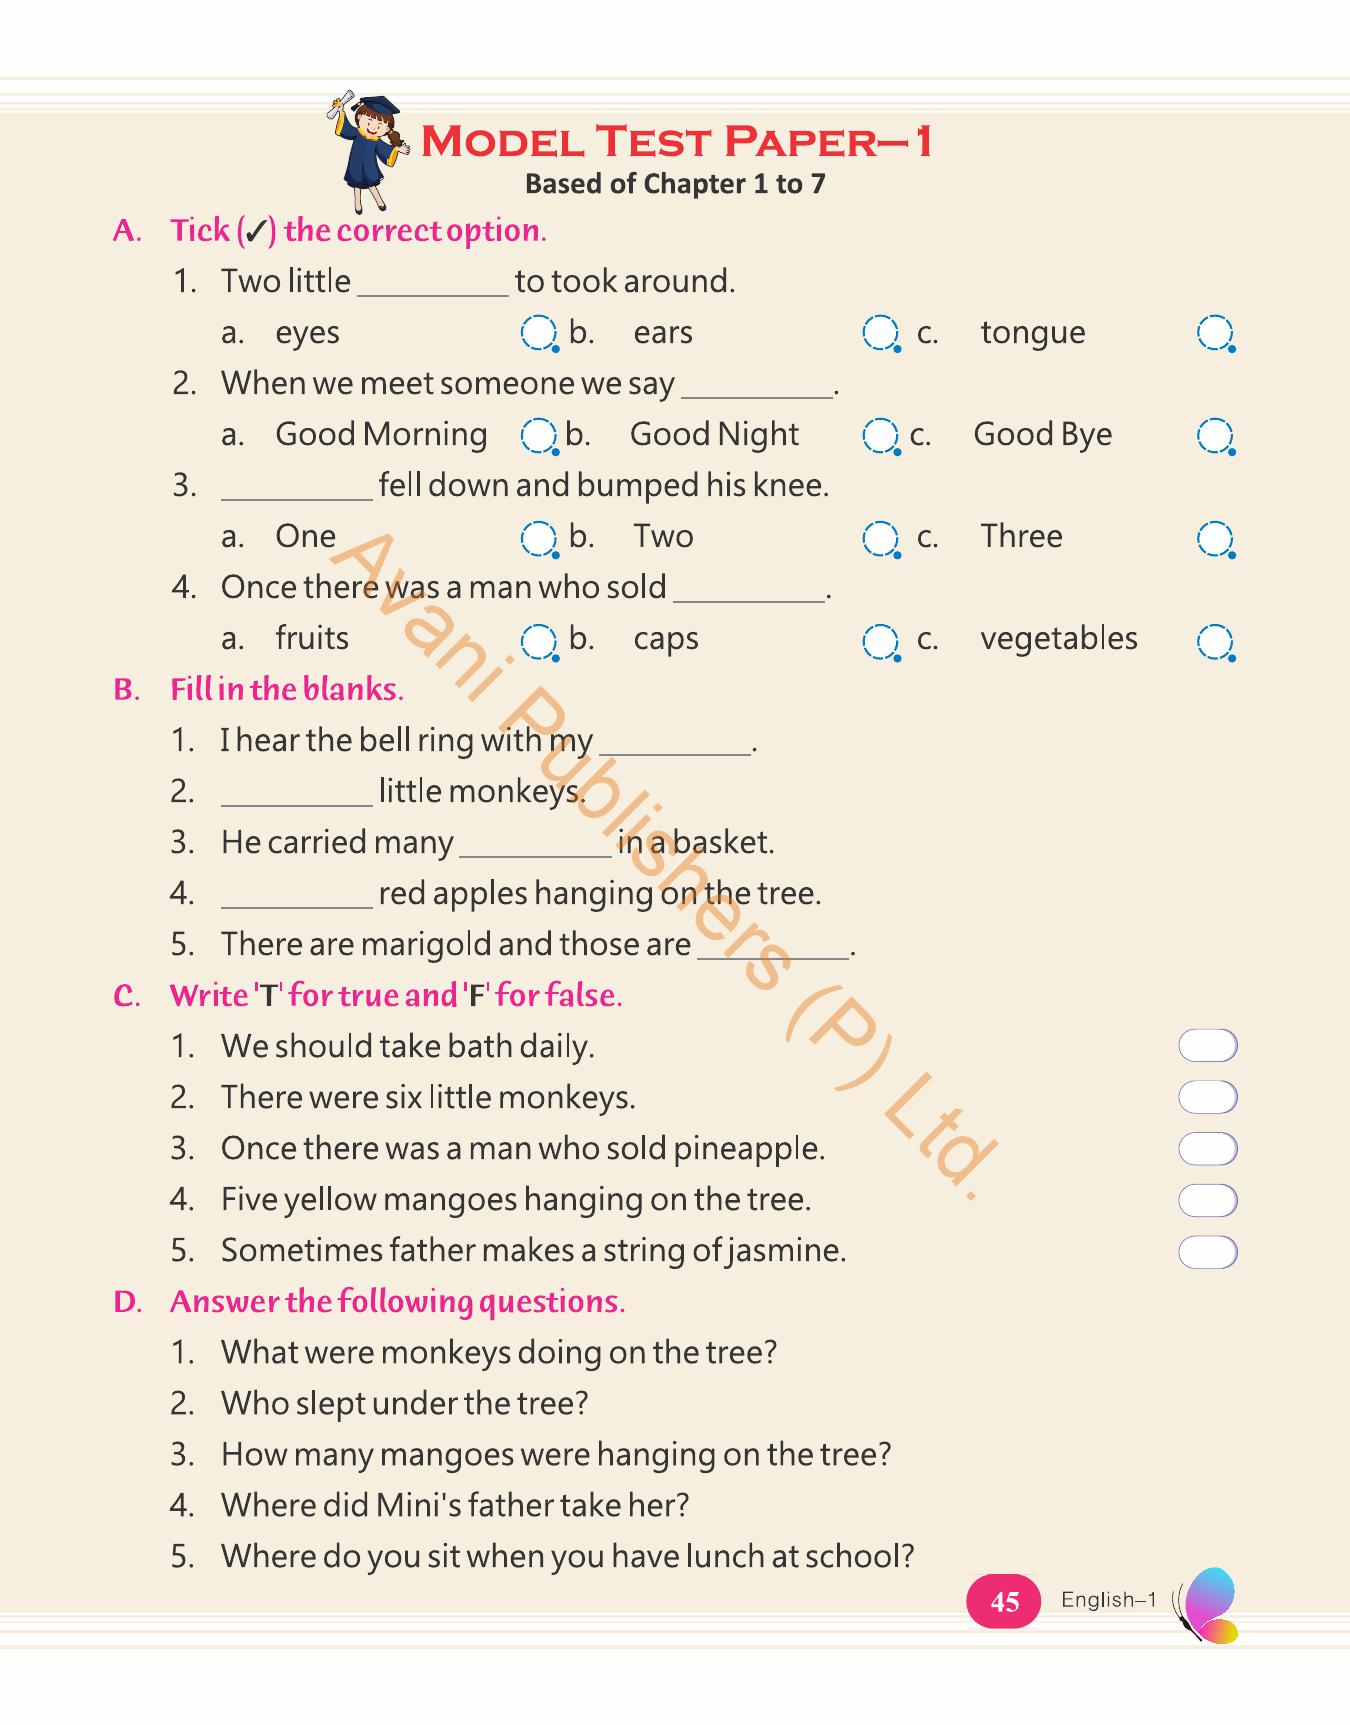 MODEL TEST PAPER–1
Based of Chapter 1 to 7
A. Tick (✓) the correct option.
1. Two little __________ to took around.
a. eyes b. ears c. tongue
2. When we meet someone we say __________.
a. Good Morning b. Good Night c. Good Bye
3. __________ fell down and bumped his knee.
a. One b. Two c. Three
4. Once there was a man who sold __________.
a. fruits b. caps c. vegetables
B. Fill in the blanks.
1. I hear the bell ring with my __________.
2. __________ little monkeys.
3. He carried many __________ in a basket.
4. __________ red apples hanging on the tree.
5. There are marigold and those are __________.
C. Write 'T' for true and 'F' for false.
1. We should take bath daily.
2. There were six little monkeys.
3. Once there was a man who sold pineapple.
4. Five yellow mangoes hanging on the tree.
5. Sometimes father makes a string of jasmine.
D. Answer the following questions.
1. What were monkeys doing on the tree?
2. Who slept under the tree?
3. How many mangoes were hanging on the tree?
4. Where did Mini's father take her?
5. Where do you sit when you have lunch at school?
45 English–1
Avani Publishers (P) Ltd.